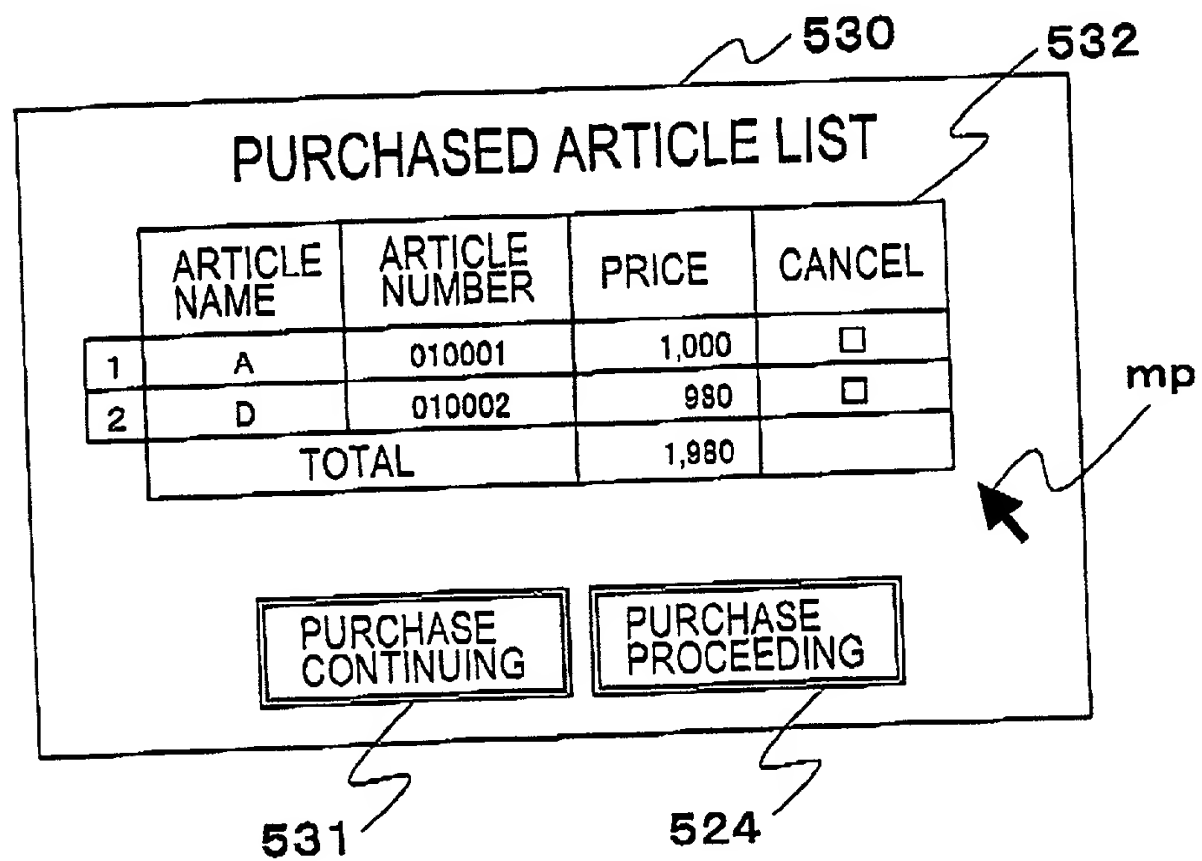 530
532
PURCHASED ARTICLE LIST
ARTICLE NAME ARTICLE NUMBER PRICE CANCEL
1 A 010001 1,000 □
2 D 010002 980 □
TOTAL 1,980
mp
PURCHASE CONTINUING
PURCHASE PROCEEDING
531
524